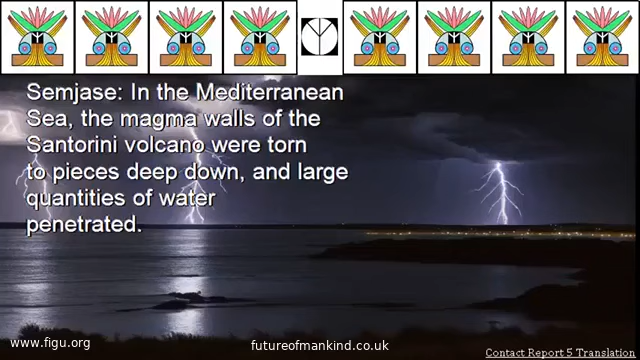 Semjase: In the Mediterranean
Sea, the magma walls of the
Santorini volcano were torn
to pieces deep down, and large
quantities of water
penetrated.
www.figu.org
futureofmankind.co.uk
Contact Report 5 Translation